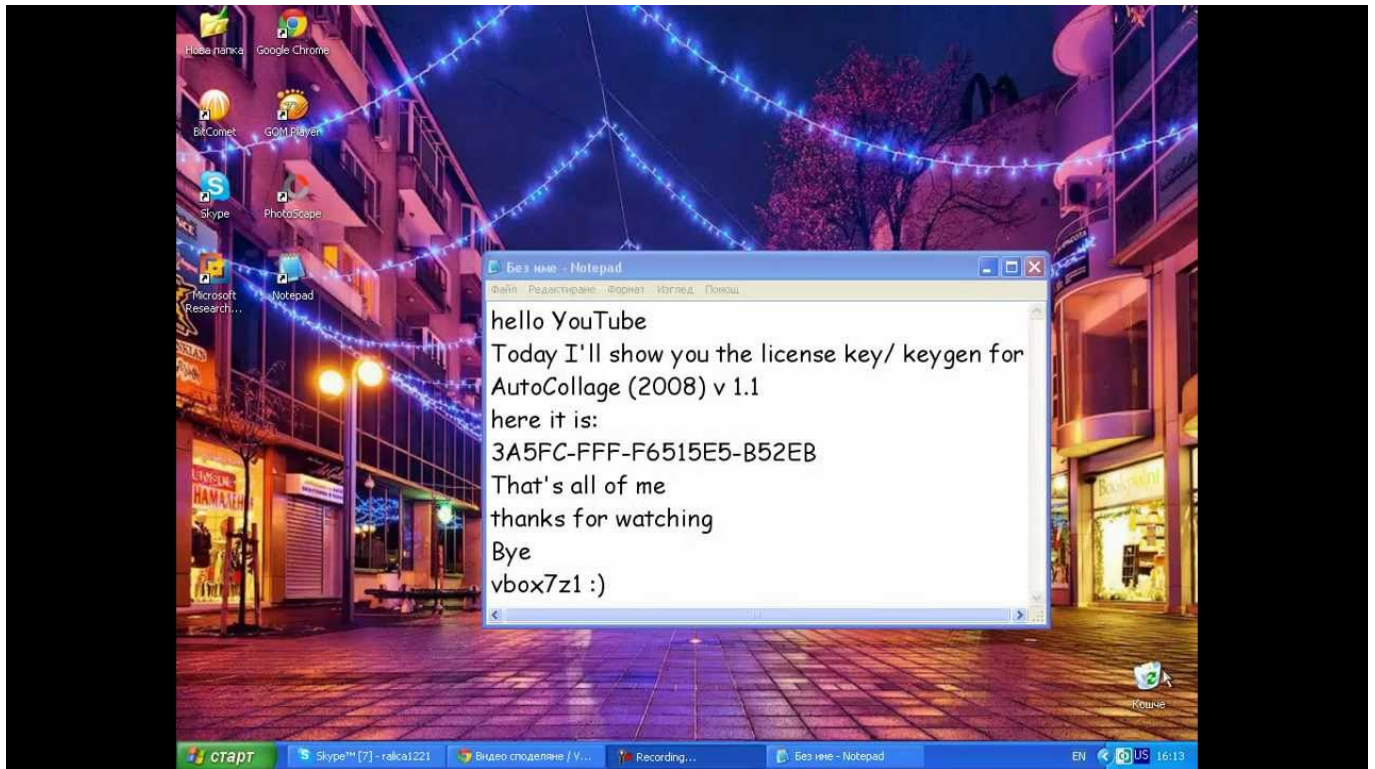 Нова папка
Google Chrome
BitComet
GOM Player
Skype
PhotoScape
Microsoft
Research...
Notepad
Без име - Notepad
Файл Редактиране Формат Изглед Помощ
hello YouTube
Today I'll show you the license key/ keygen for
AutoCollage (2008) v 1.1
here it is:
3A5FC-FFF-F6515E5-B52EB
That's all of me
thanks for watching
Bye
vbox7z1 :)
НАМАЛЕН
Кошче
старт
Skype™ [7] - ralica1221
Видео споделяне / V...
Recording...
Без име - Notepad
EN
US
16:13